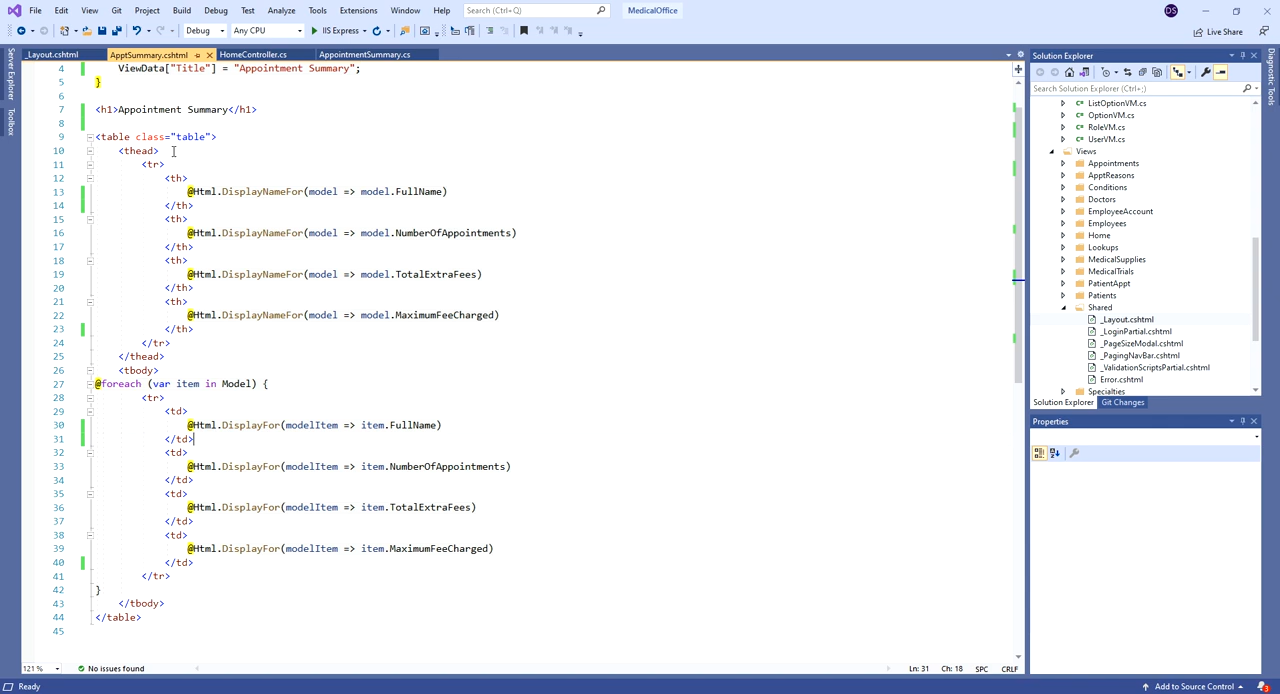 File Edit View Git Project Build Debug Test Analyze Tools Extensions Window Help Search (Ctrl+Q) MedicalOffice DS
Debug Any CPU IIS Express Live Share
_Layout.cshtml ApptSummary.cshtml HomeController.cs AppointmentSummary.cs
Server Explorer
Toolbox
4 ViewData["Title"] = "Appointment Summary";
5 }
6
7 <h1>Appointment Summary</h1>
8
9 <table class="table">
10 <thead>
11 <tr>
12 <th>
13 @Html.DisplayNameFor(model => model.FullName)
14 </th>
15 <th>
16 @Html.DisplayNameFor(model => model.NumberOfAppointments)
17 </th>
18 <th>
19 @Html.DisplayNameFor(model => model.TotalExtraFees)
20 </th>
21 <th>
22 @Html.DisplayNameFor(model => model.MaximumFeeCharged)
23 </th>
24 </tr>
25 </thead>
26 <tbody>
27 @foreach (var item in Model) {
28 <tr>
29 <td>
30 @Html.DisplayFor(modelItem => item.FullName)
31 </td>
32 <td>
33 @Html.DisplayFor(modelItem => item.NumberOfAppointments)
34 </td>
35 <td>
36 @Html.DisplayFor(modelItem => item.TotalExtraFees)
37 </td>
38 <td>
39 @Html.DisplayFor(modelItem => item.MaximumFeeCharged)
40 </td>
41 </tr>
42 }
43 </tbody>
44 </table>
45
121 % No issues found Ln: 31 Ch: 18 SPC CRLF
Solution Explorer
Search Solution Explorer (Ctrl+;)
C# ListOptionVM.cs
C# OptionVM.cs
C# RoleVM.cs
C# UserVM.cs
Views
Appointments
ApptReasons
Conditions
Doctors
EmployeeAccount
Employees
Home
Lookups
MedicalSupplies
MedicalTrials
PatientAppt
Patients
Shared
_Layout.cshtml
_LoginPartial.cshtml
_PageSizeModal.cshtml
_PagingNavBar.cshtml
_ValidationScriptsPartial.cshtml
Error.cshtml
Specialties
Solution Explorer Git Changes
Properties
Diagnostic Tools
Ready Add to Source Control 3